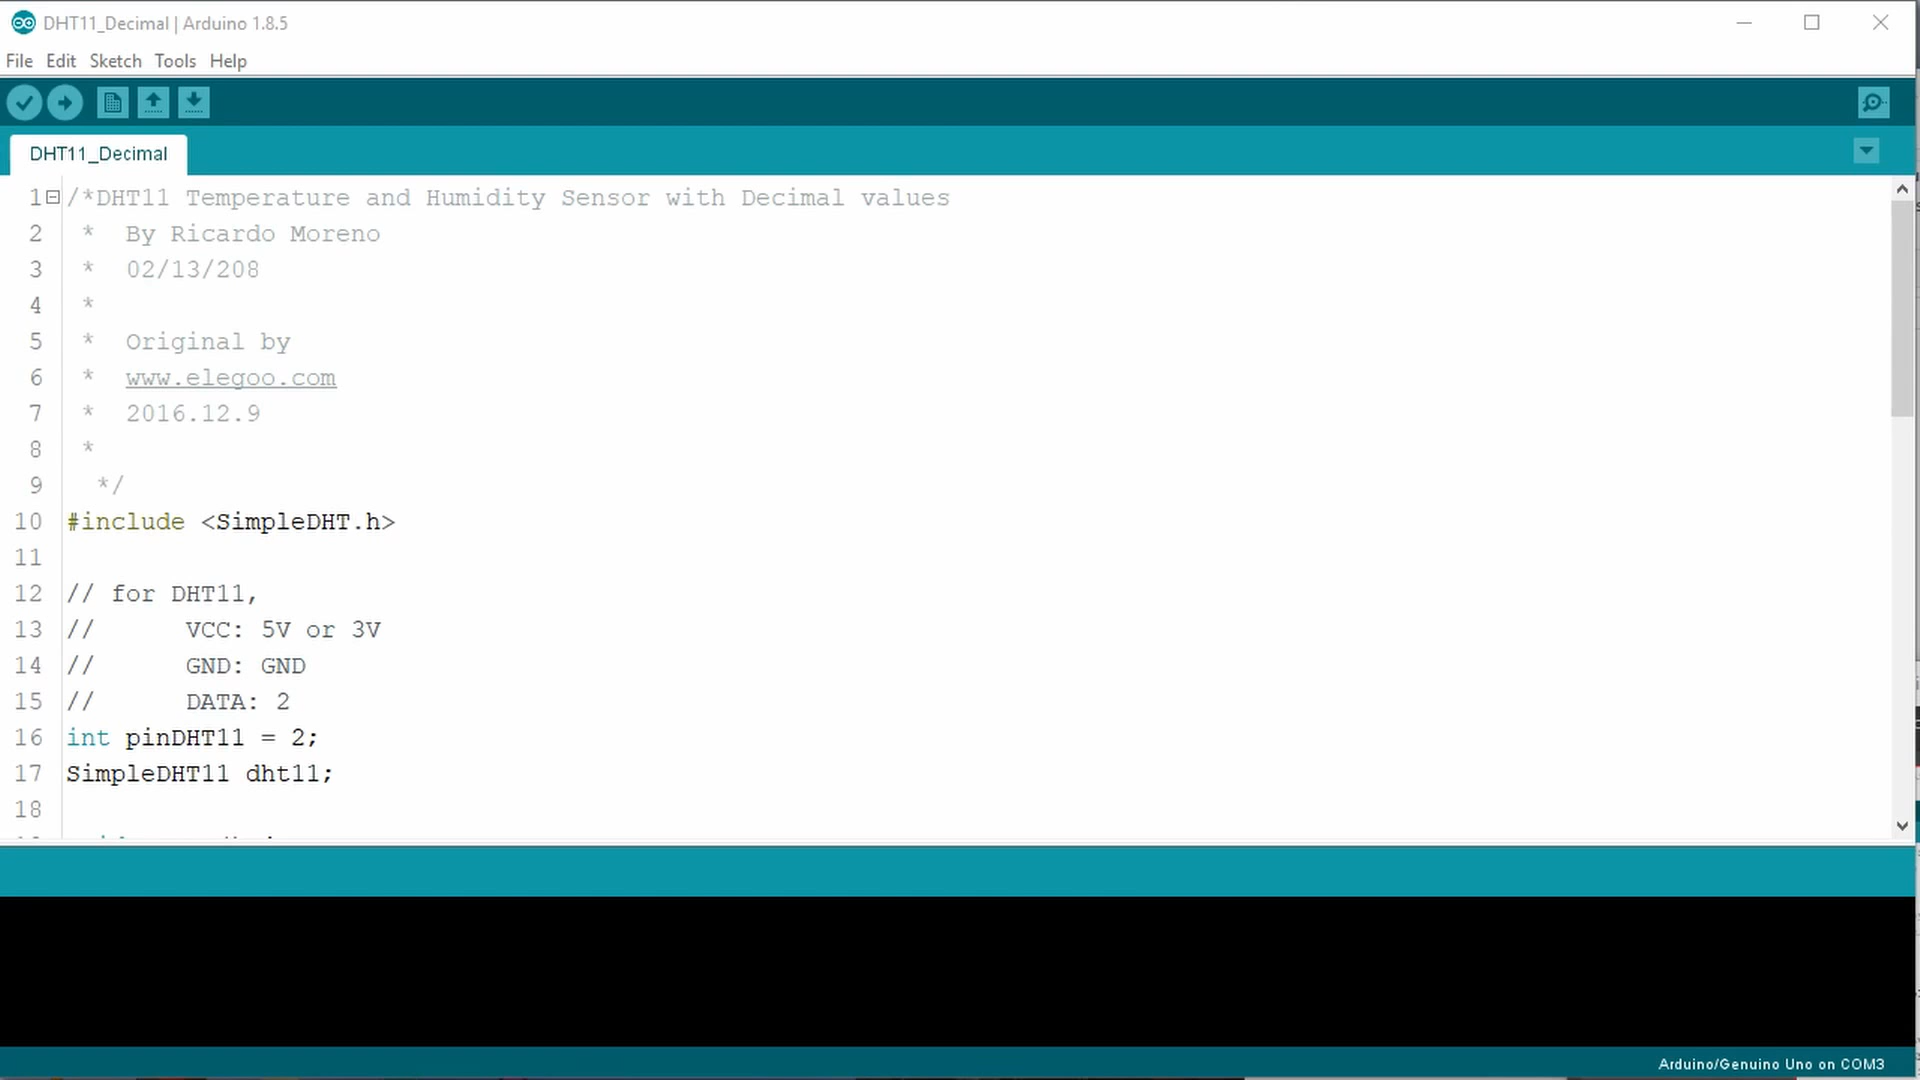 DHT11_Decimal | Arduino 1.8.5
File Edit Sketch Tools Help
DHT11_Decimal
1 /*DHT11 Temperature and Humidity Sensor with Decimal values
2 * By Ricardo Moreno
3 * 02/13/208
4 *
5 * Original by
6 * www.elegoo.com
7 * 2016.12.9
8 *
9 */
10 #include <SimpleDHT.h>
11
12 // for DHT11,
13 // VCC: 5V or 3V
14 // GND: GND
15 // DATA: 2
16 int pinDHT11 = 2;
17 SimpleDHT11 dht11;
18
Arduino/Genuino Uno on COM3